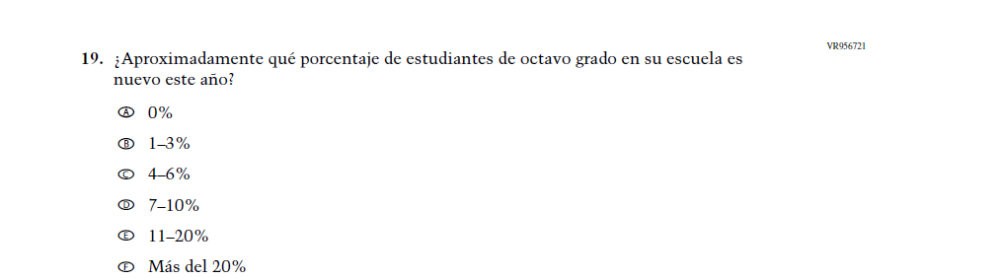 VR956721
19. ¿Aproximadamente qué porcentaje de estudiantes de octavo grado en su escuela es
nuevo este año?
Ⓐ 0%
Ⓑ 1–3%
Ⓒ 4–6%
Ⓓ 7–10%
Ⓔ 11–20%
Ⓕ Más del 20%